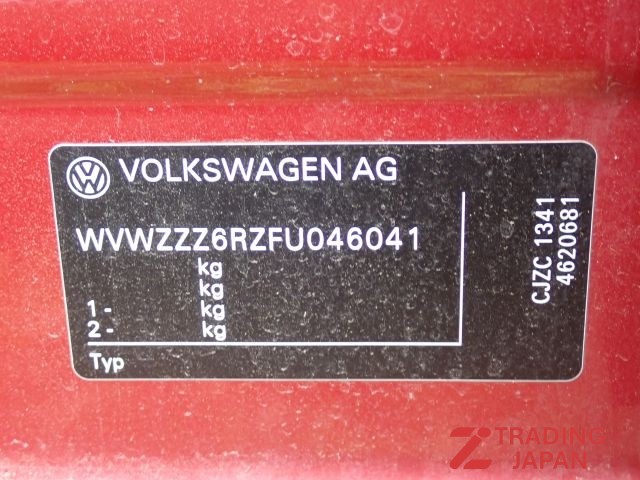 VOLKSWAGEN AG
WVWZZZ6RZFU046041
kg
kg
1 - kg
2 - kg
Typ
CJZC 1341
4620681
TRADING
JAPAN